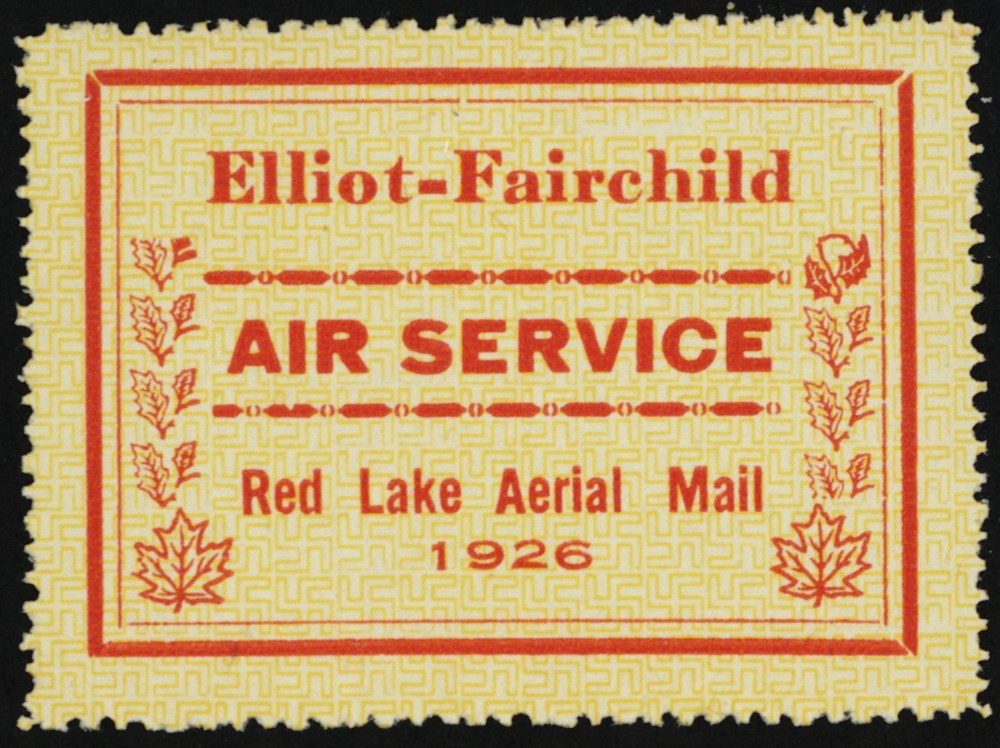 Elliot-Fairchild
AIR SERVICE
Red Lake Aerial Mail
1926